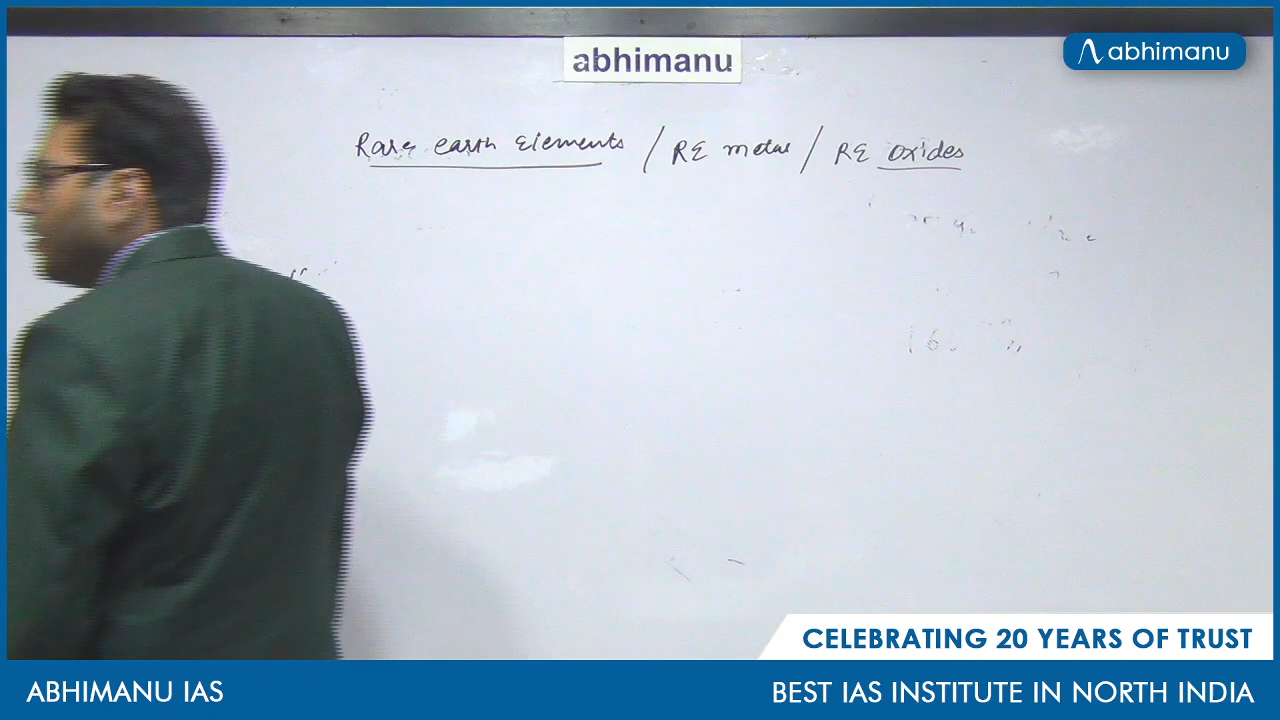 abhimanu
abhimanu
Rare earth Elements / RE metal / RE oxides
CELEBRATING 20 YEARS OF TRUST
ABHIMANU IAS
BEST IAS INSTITUTE IN NORTH INDIA